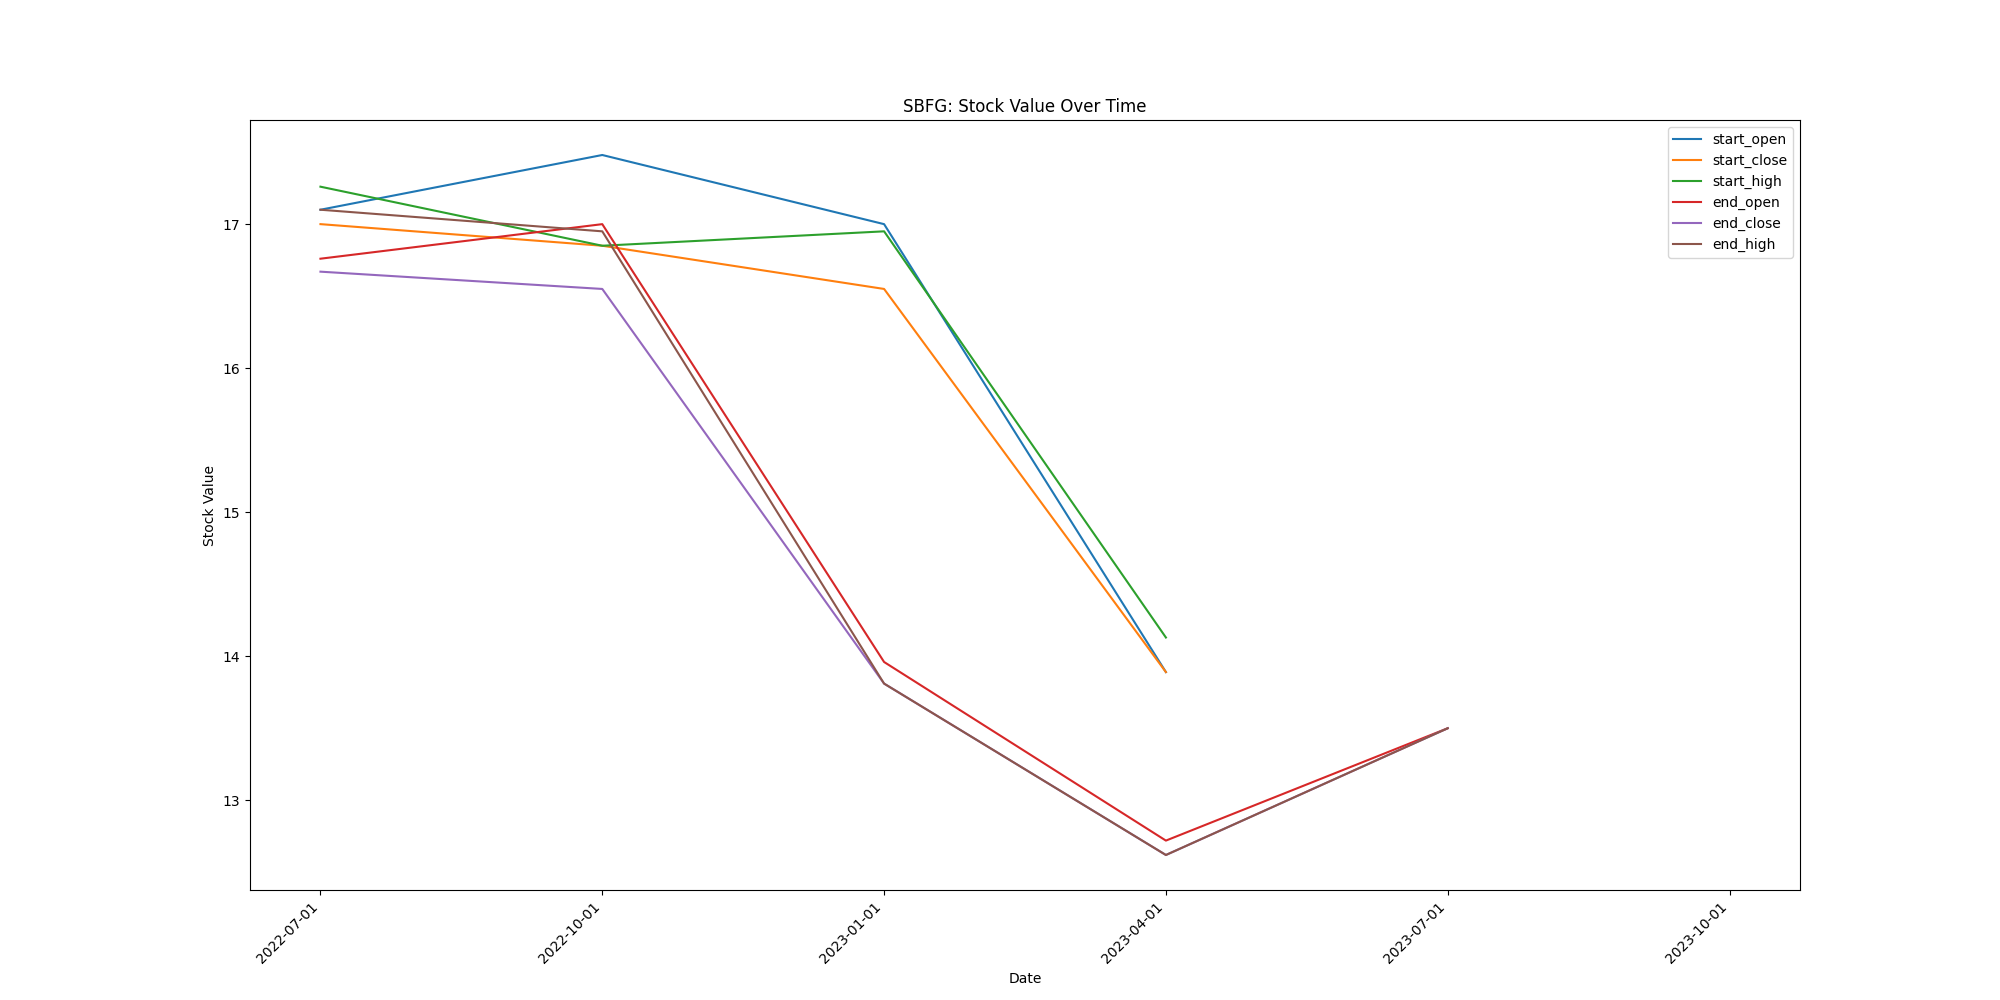 SBFG: Stock Value Over Time
start_open
start_close
start_high
end_open
end_close
end_high
Stock Value
17
16
15
14
13
2022-07-01
2022-10-01
2023-01-01
2023-04-01
2023-07-01
2023-10-01
Date